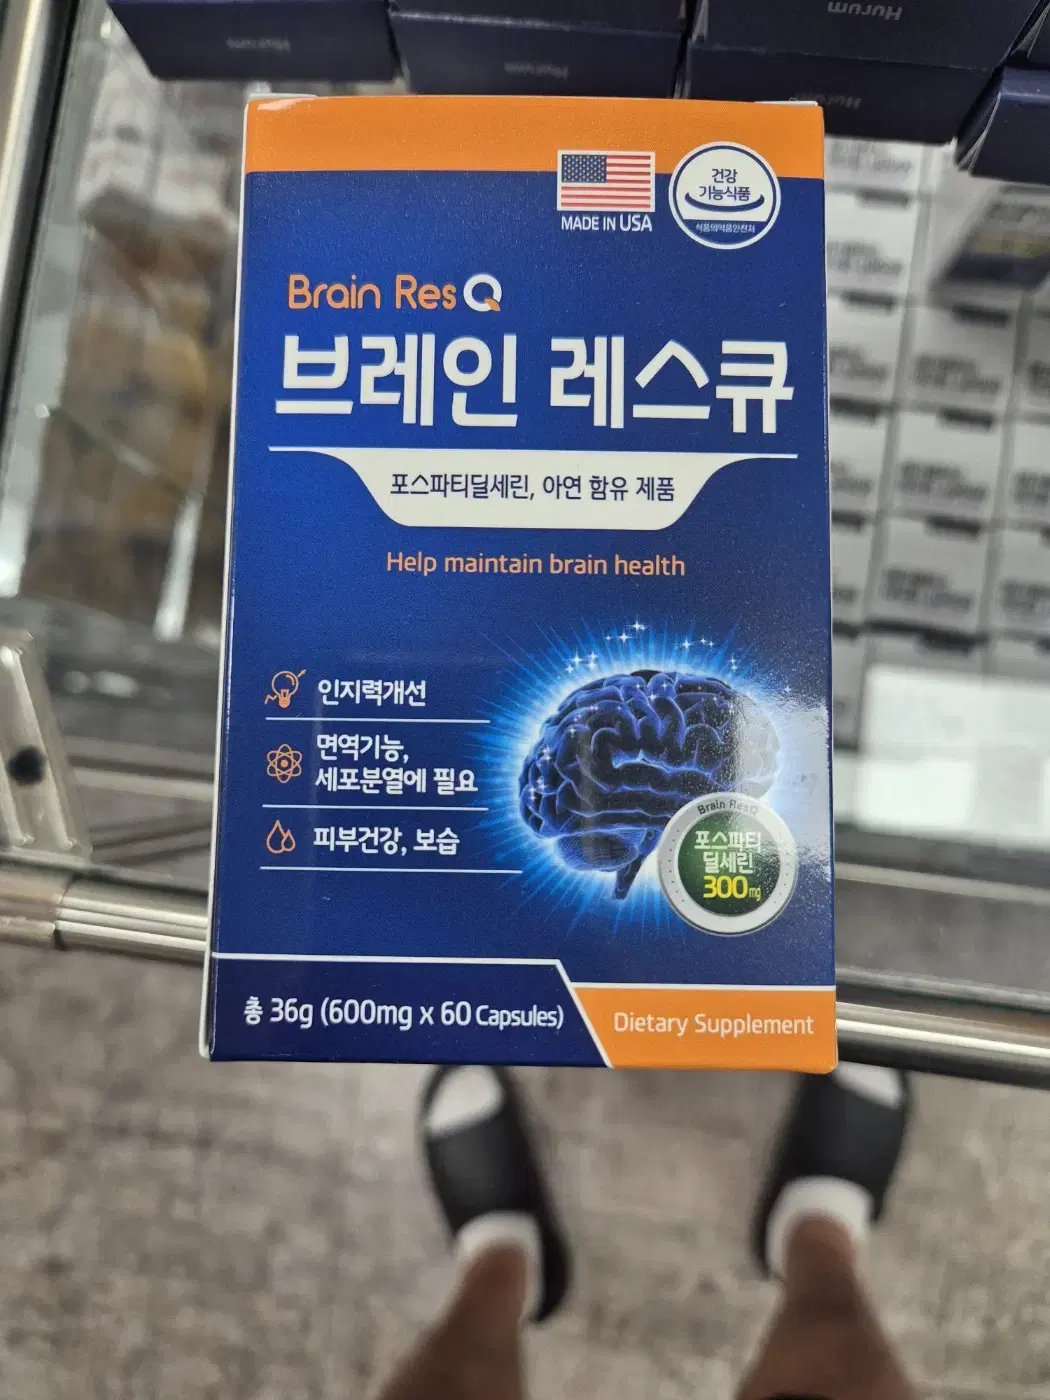 Hurum
Hurum
Hurum
Hurum
MADE IN USA
건강
기능식품
식품의약품안전처
Brain ResQ
브레인 레스큐
포스파티딜세린, 아연 함유 제품
Help maintain brain health
인지력개선
면역기능,
세포분열에 필요
피부건강, 보습
Brain ResQ
포스파티
딜세린
300mg
총 36g (600mg x 60 Capsules)
Dietary Supplement